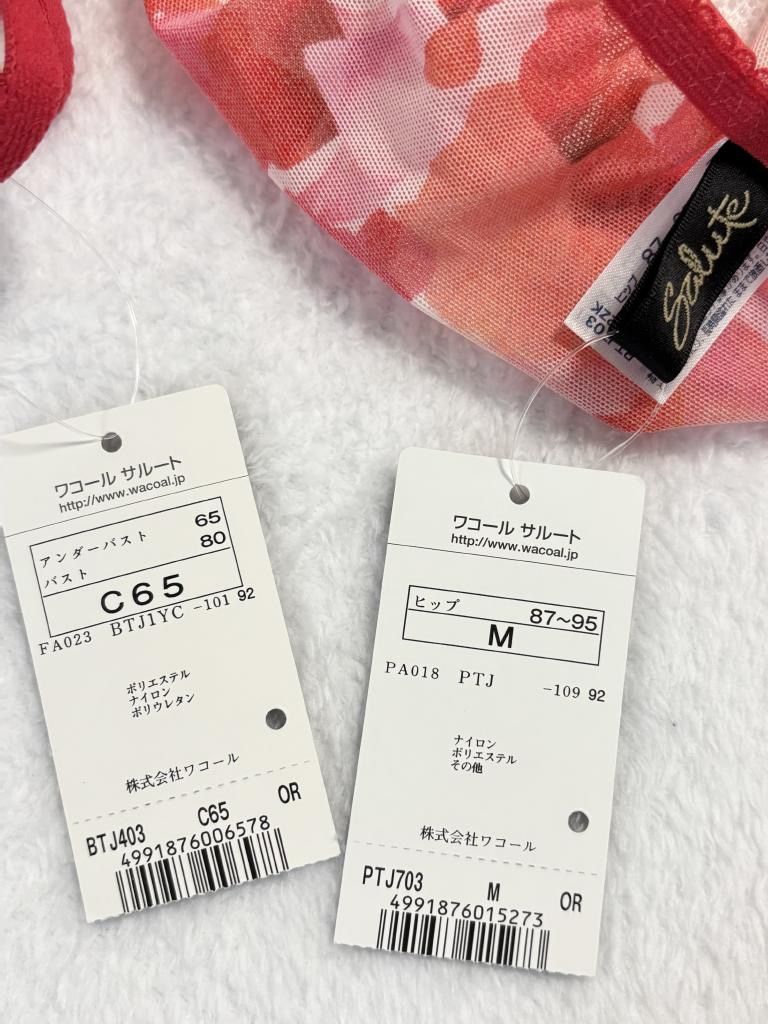 Salute
ワコール サルート
http://www.wacoal.jp
アンダーバスト 65
バスト 80
C65
FA023 BTJ1YC -101 92
ポリエステル
ナイロン
ポリウレタン
株式会社ワコール
BTJ403 C65 OR
4991876006578
ワコール サルート
http://www.wacoal.jp
ヒップ 87~95
M
PA018 PTJ -109 92
ナイロン
ポリエステル
その他
株式会社ワコール
PTJ703 M OR
4991876015273